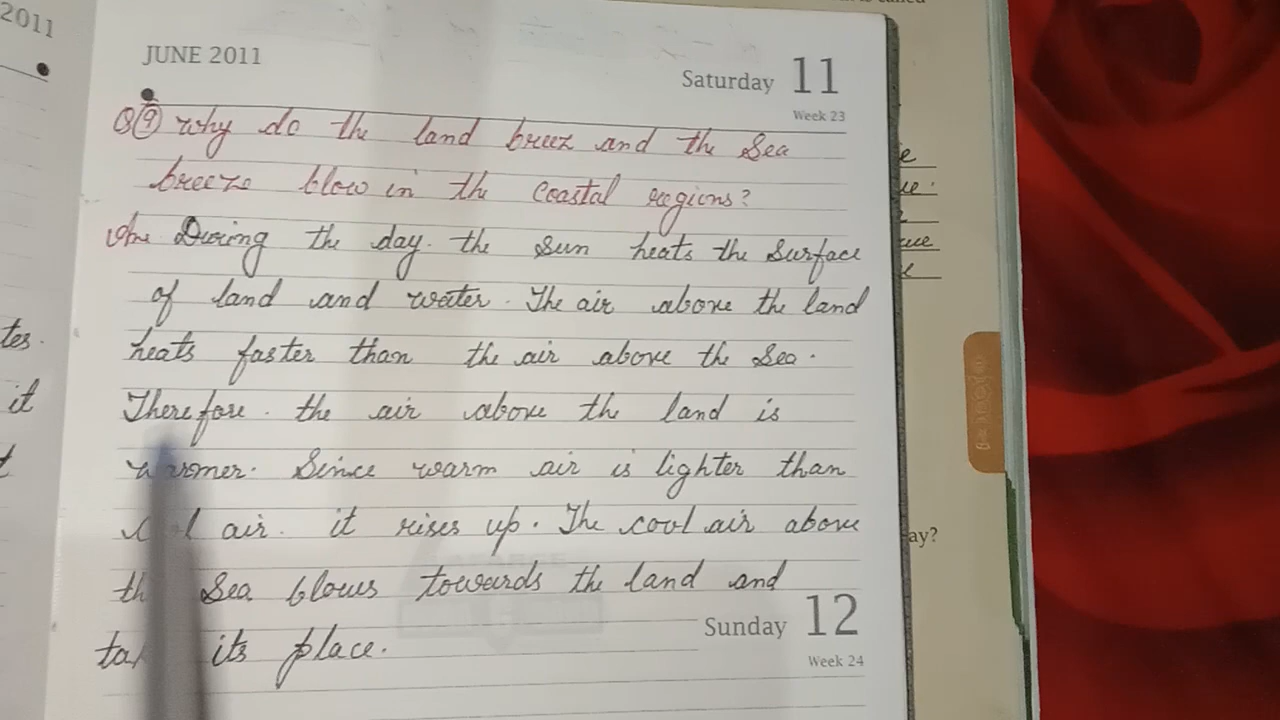 2011
JUNE 2011
Saturday 11
Week 23
Q9 Why do the land breez and the Sea
breeze blow in the Coastal regions?
Ans During the day. the Sun heats the Surface
of land and water. The air above the land
heats faster than the air above the Sea.
Therefore. the air above the land is
warmer. Since warm air is lighter than
air. it rises up. The cool air above
Sea blows towards the land and
its place.
Sunday 12
Week 24
tes.
it
ay?